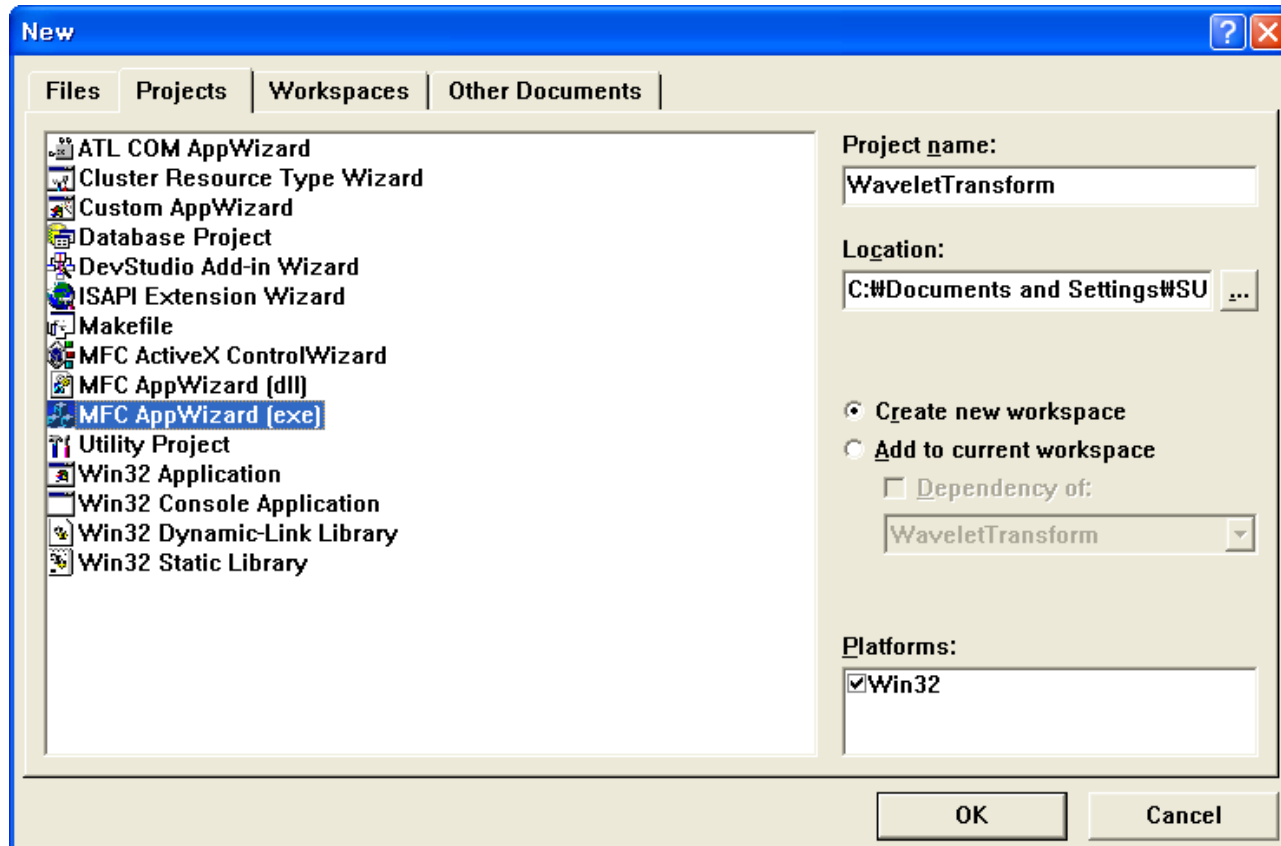 New
Files Projects Workspaces Other Documents
ATL COM AppWizard
Cluster Resource Type Wizard
Custom AppWizard
Database Project
DevStudio Add-in Wizard
ISAPI Extension Wizard
Makefile
MFC ActiveX ControlWizard
MFC AppWizard (dll)
MFC AppWizard (exe)
Utility Project
Win32 Application
Win32 Console Application
Win32 Dynamic-Link Library
Win32 Static Library
Project name:
WaveletTransform
Location:
C:₩Documents and Settings₩SU ...
Create new workspace
Add to current workspace
Dependency of:
WaveletTransform
Platforms:
Win32
OK Cancel